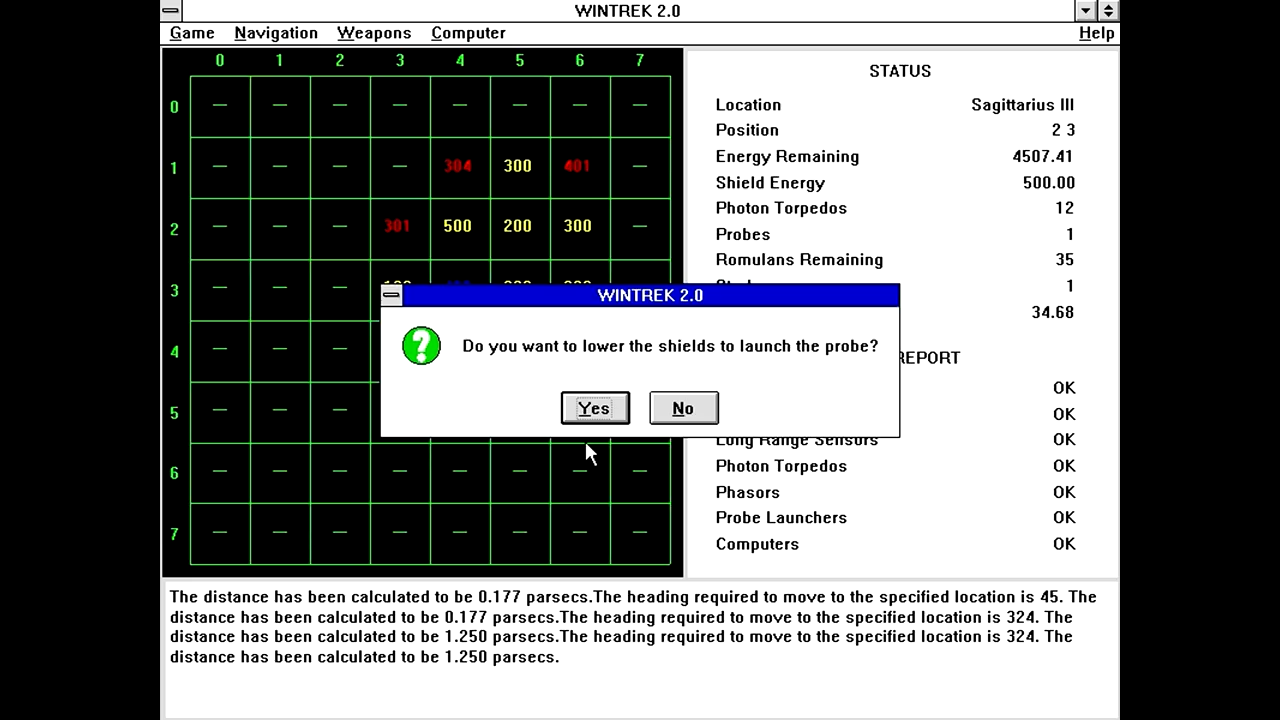 WINTREK 2.0
Game Navigation Weapons Computer Help
0 1 2 3 4 5 6 7
0 — — — — — — — —
1 — — — — 304 300 401 —
2 — — — 301 500 200 300 —
3 — — — —
4 — — —
5 — — —
6 — — — — — — — —
7 — — — — — — — —
STATUS
Location Sagittarius III
Position 2 3
Energy Remaining 4507.41
Shield Energy 500.00
Photon Torpedos 12
Probes 1
Romulans Remaining 35
1
34.68
REPORT
OK
OK
Long Range Sensors OK
Photon Torpedos OK
Phasors OK
Probe Launchers OK
Computers OK
WINTREK 2.0
Do you want to lower the shields to launch the probe?
Yes No
The distance has been calculated to be 0.177 parsecs.The heading required to move to the specified location is 45. The
distance has been calculated to be 0.177 parsecs.The heading required to move to the specified location is 324. The
distance has been calculated to be 1.250 parsecs.The heading required to move to the specified location is 324. The
distance has been calculated to be 1.250 parsecs.